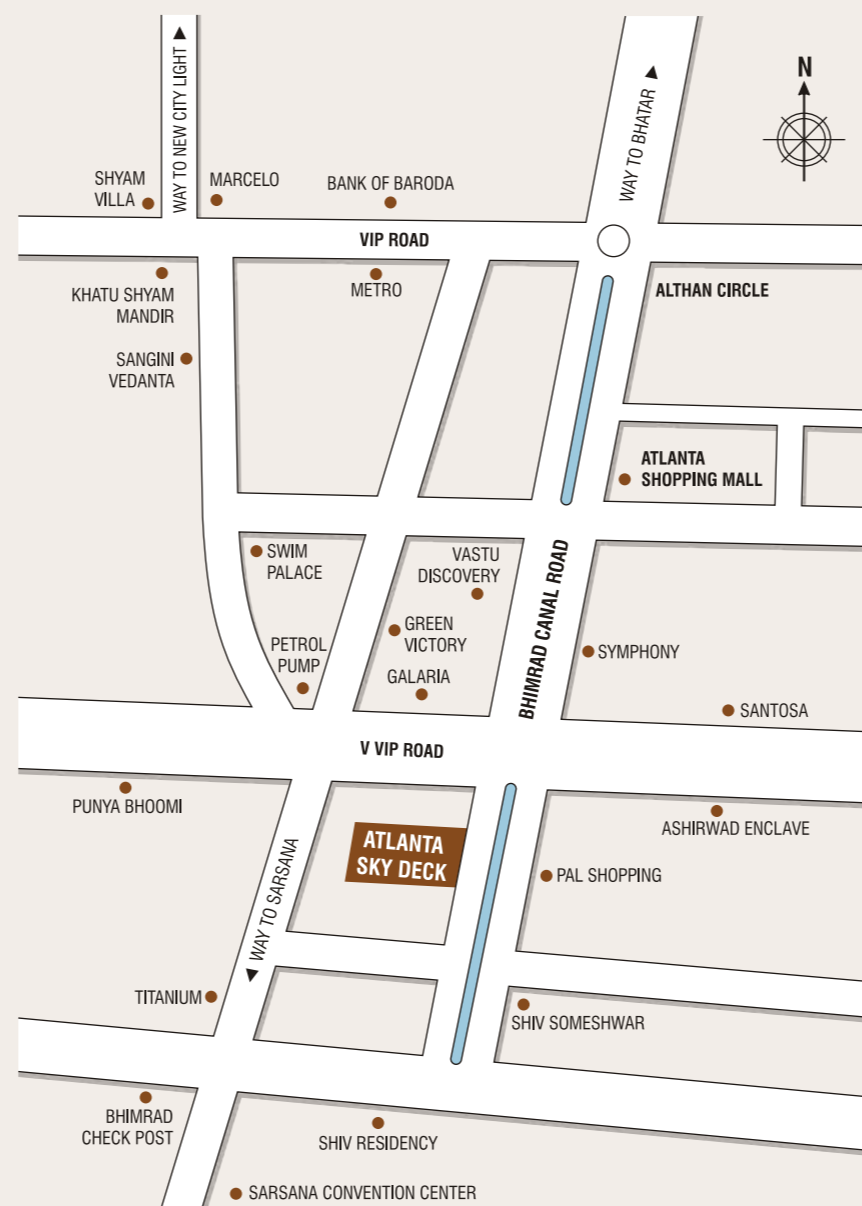 WAY TO NEW CITY LIGHT ▶
WAY TO BHATAR ▶
N
SHYAM
VILLA
MARCELO
BANK OF BARODA
VIP ROAD
KHATU SHYAM
MANDIR
METRO
ALTHAN CIRCLE
SANGINI
VEDANTA
ATLANTA
SHOPPING MALL
SWIM
PALACE
VASTU
DISCOVERY
BHIMRAD CANAL ROAD
GREEN
VICTORY
PETROL
PUMP
GALARIA
SYMPHONY
SANTOSA
V VIP ROAD
PUNYA BHOOMI
ASHIRWAD ENCLAVE
ATLANTA
SKY DECK
PAL SHOPPING
◀ WAY TO SARSANA
TITANIUM
SHIV SOMESHWAR
BHIMRAD
CHECK POST
SHIV RESIDENCY
SARSANA CONVENTION CENTER